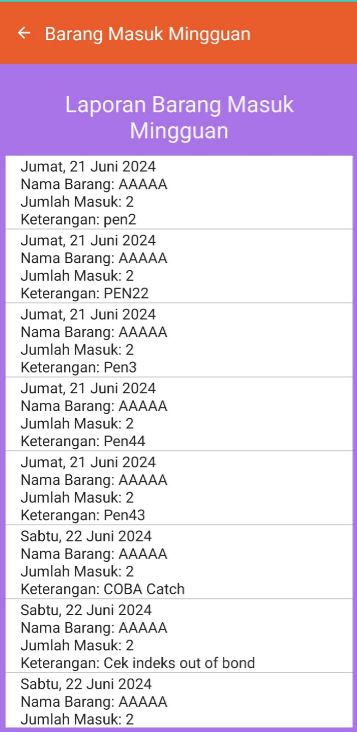 Barang Masuk Mingguan
Laporan Barang Masuk
Mingguan
Jumat, 21 Juni 2024
Nama Barang: AAAAA
Jumlah Masuk: 2
Keterangan: pen2
Jumat, 21 Juni 2024
Nama Barang: AAAAA
Jumlah Masuk: 2
Keterangan: PEN22
Jumat, 21 Juni 2024
Nama Barang: AAAAA
Jumlah Masuk: 2
Keterangan: Pen3
Jumat, 21 Juni 2024
Nama Barang: AAAAA
Jumlah Masuk: 2
Keterangan: Pen44
Jumat, 21 Juni 2024
Nama Barang: AAAAA
Jumlah Masuk: 2
Keterangan: Pen43
Sabtu, 22 Juni 2024
Nama Barang: AAAAA
Jumlah Masuk: 2
Keterangan: COBA Catch
Sabtu, 22 Juni 2024
Nama Barang: AAAAA
Jumlah Masuk: 2
Keterangan: Cek indeks out of bond
Sabtu, 22 Juni 2024
Nama Barang: AAAAA
Jumlah Masuk: 2